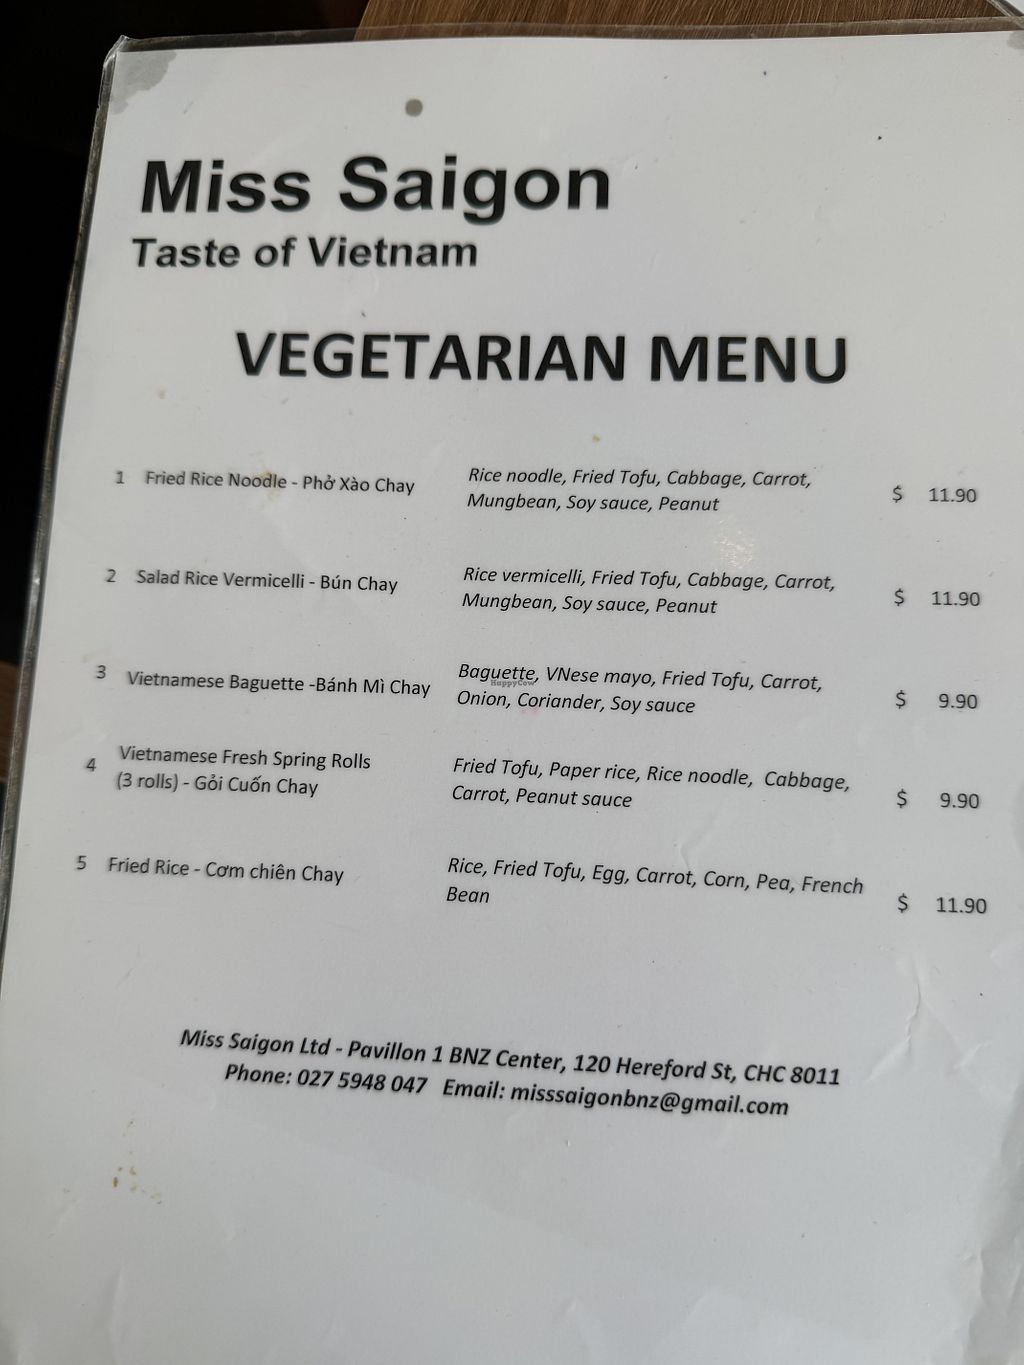 Miss Saigon
Taste of Vietnam
VEGETARIAN MENU
1 Fried Rice Noodle - Phở Xào Chay
Rice noodle, Fried Tofu, Cabbage, Carrot,
Mungbean, Soy sauce, Peanut
$ 11.90
2 Salad Rice Vermicelli - Bún Chay
Rice vermicelli, Fried Tofu, Cabbage, Carrot,
Mungbean, Soy sauce, Peanut
$ 11.90
3 Vietnamese Baguette -Bánh Mì Chay
Baguette, VNese mayo, Fried Tofu, Carrot,
Onion, Coriander, Soy sauce
$ 9.90
HappyCow
4 Vietnamese Fresh Spring Rolls
(3 rolls) - Gỏi Cuốn Chay
Fried Tofu, Paper rice, Rice noodle, Cabbage,
Carrot, Peanut sauce
$ 9.90
5 Fried Rice - Cơm chiên Chay
Rice, Fried Tofu, Egg, Carrot, Corn, Pea, French
Bean
$ 11.90
Miss Saigon Ltd - Pavillon 1 BNZ Center, 120 Hereford St, CHC 8011
Phone: 027 5948 047 Email: misssaigonbnz@gmail.com